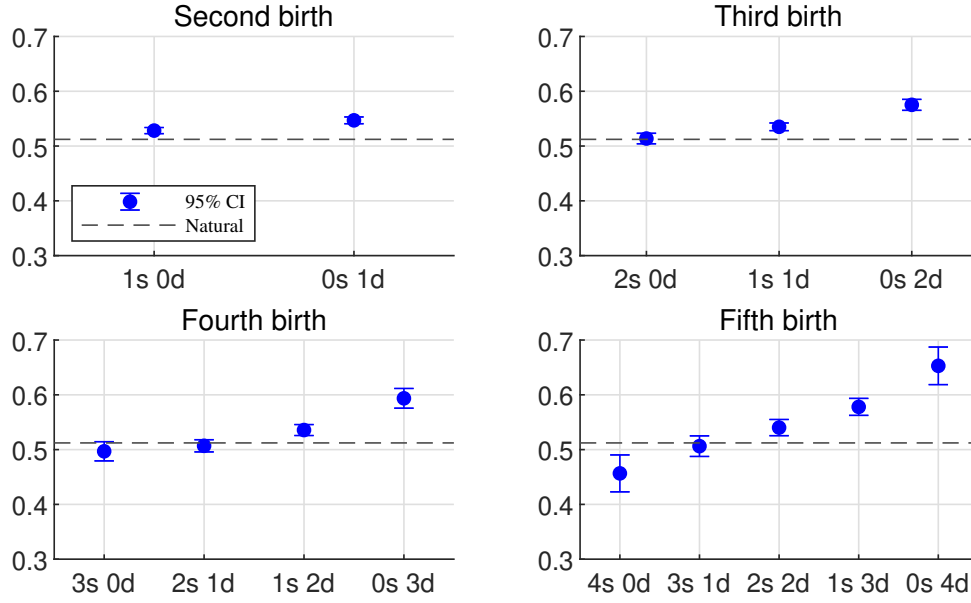 Second birth
0.7
0.6
0.5
0.4
0.3
95% CI
Natural
1s 0d 0s 1d
Third birth
0.7
0.6
0.5
0.4
0.3
2s 0d 1s 1d 0s 2d
Fourth birth
0.7
0.6
0.5
0.4
0.3
3s 0d 2s 1d 1s 2d 0s 3d
Fifth birth
0.7
0.6
0.5
0.4
0.3
4s 0d 3s 1d 2s 2d 1s 3d 0s 4d